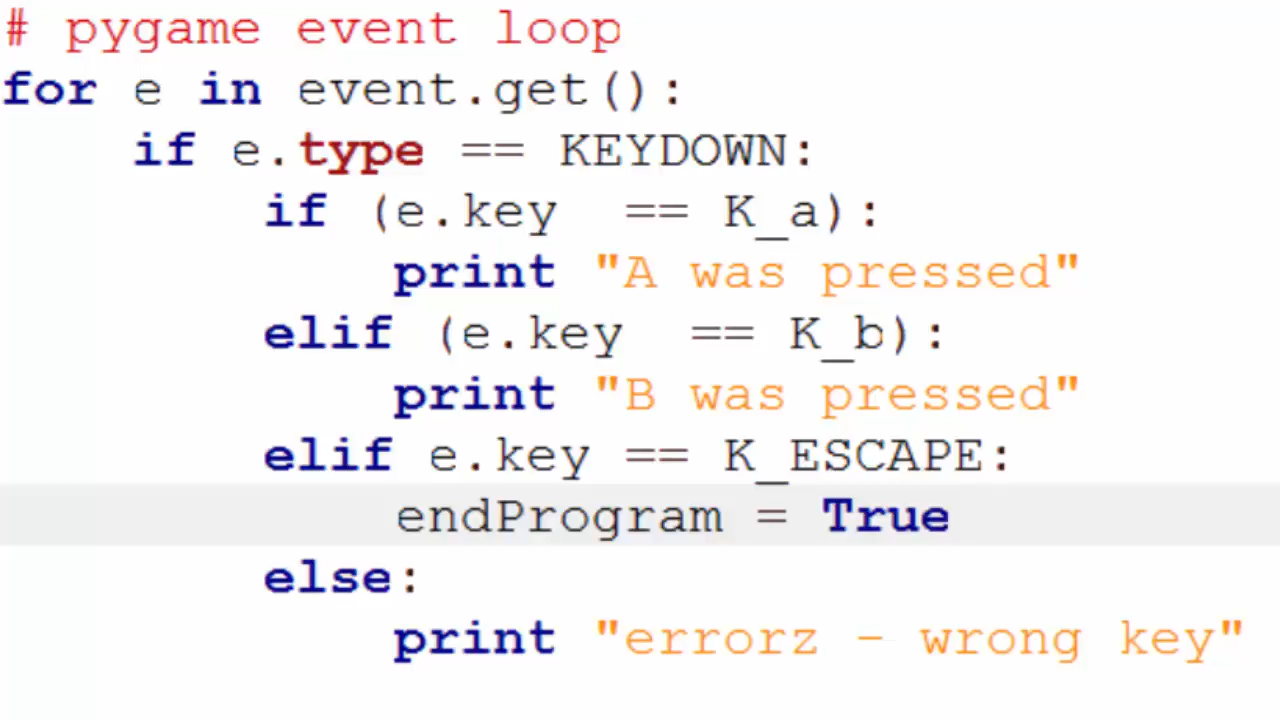 # pygame event loop
for e in event.get():
    if e.type == KEYDOWN:
        if (e.key  == K_a):
            print "A was pressed"
        elif (e.key  == K_b):
            print "B was pressed"
        elif e.key == K_ESCAPE:
            endProgram = True
        else:
            print "errorz - wrong key"